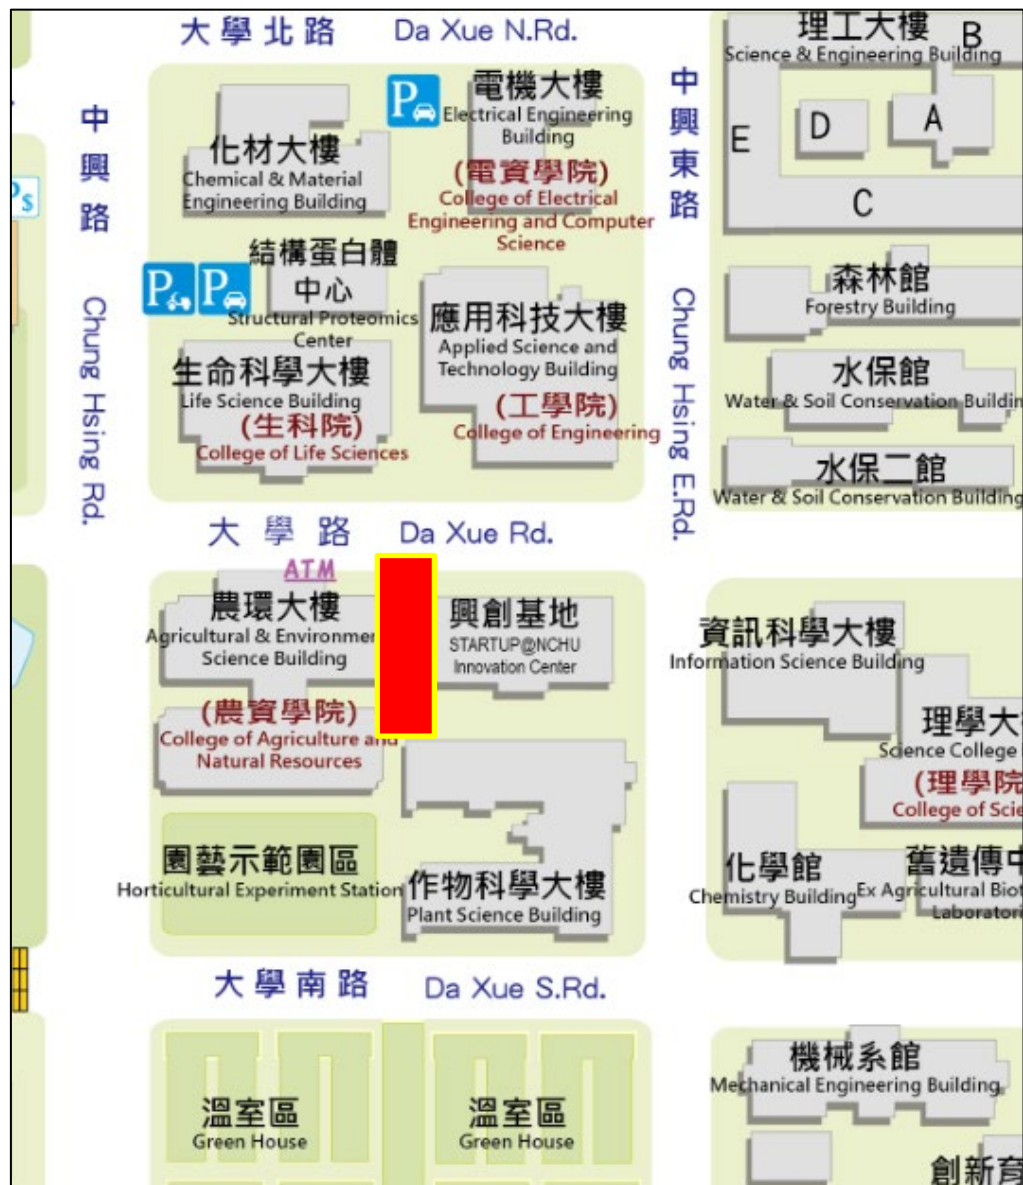 大學北路 Da Xue N.Rd.
理工大樓
Science & Engineering Building
B
中興路
Chung Hsing Rd.
P
電機大樓
Electrical Engineering
Building
(電資學院)
College of Electrical
Engineering and Computer
Science
化材大樓
Chemical & Material
Engineering Building
中興東路
Chung Hsing E.Rd.
E
D
A
C
P$
結構蛋白體
中心
Structural Proteomics
Center
P
P
應用科技大樓
Applied Science and
Technology Building
(工學院)
College of Engineering
生命科學大樓
Life Science Building
(生科院)
College of Life Sciences
森林館
Forestry Building
水保館
Water & Soil Conservation Buildin
水保二館
Water & Soil Conservation Building
大學路 Da Xue Rd.
ATM
農環大樓
Agricultural & Environme
Science Building
(農資學院)
College of Agriculture and
Natural Resources
興創基地
STARTUP@NCHU
Innovation Center
資訊科學大樓
Information Science Building
理學大
Science College
(理學院
College of Scie
園藝示範園區
Horticultural Experiment Station
作物科學大樓
Plant Science Building
化學館
Chemistry Building
舊遺傳中
Ex Agricultural Biot
Laboratori
大學南路 Da Xue S.Rd.
溫室區
Green House
溫室區
Green House
機械系館
Mechanical Engineering Building
創新育